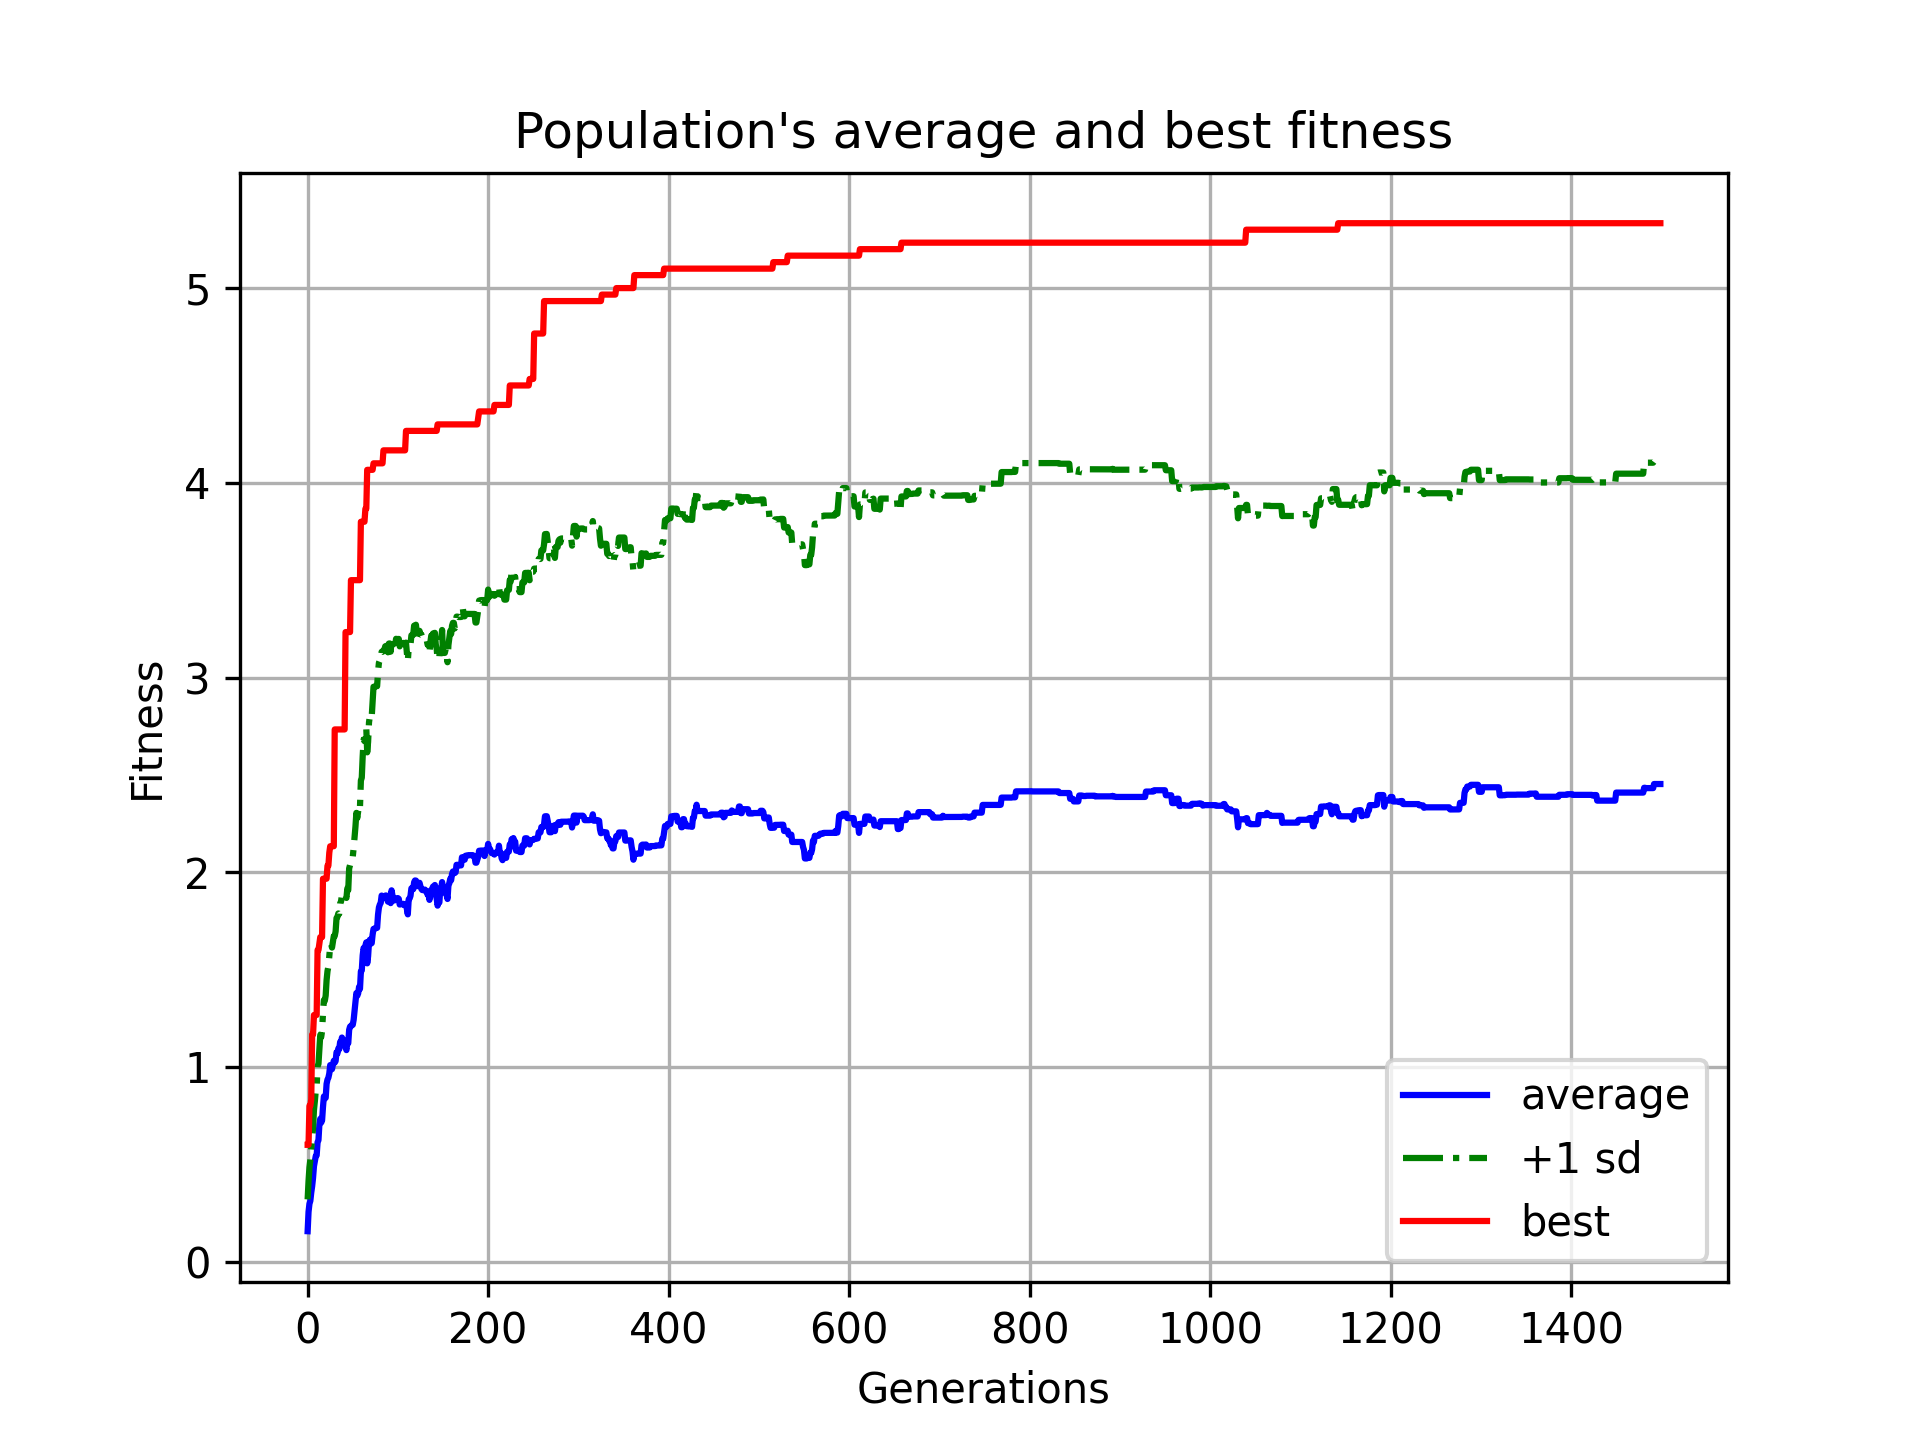 Population's average and best fitness
Fitness
5
4
3
2
1
0
0 200 400 600 800 1000 1200 1400
Generations
average
+1 sd
best